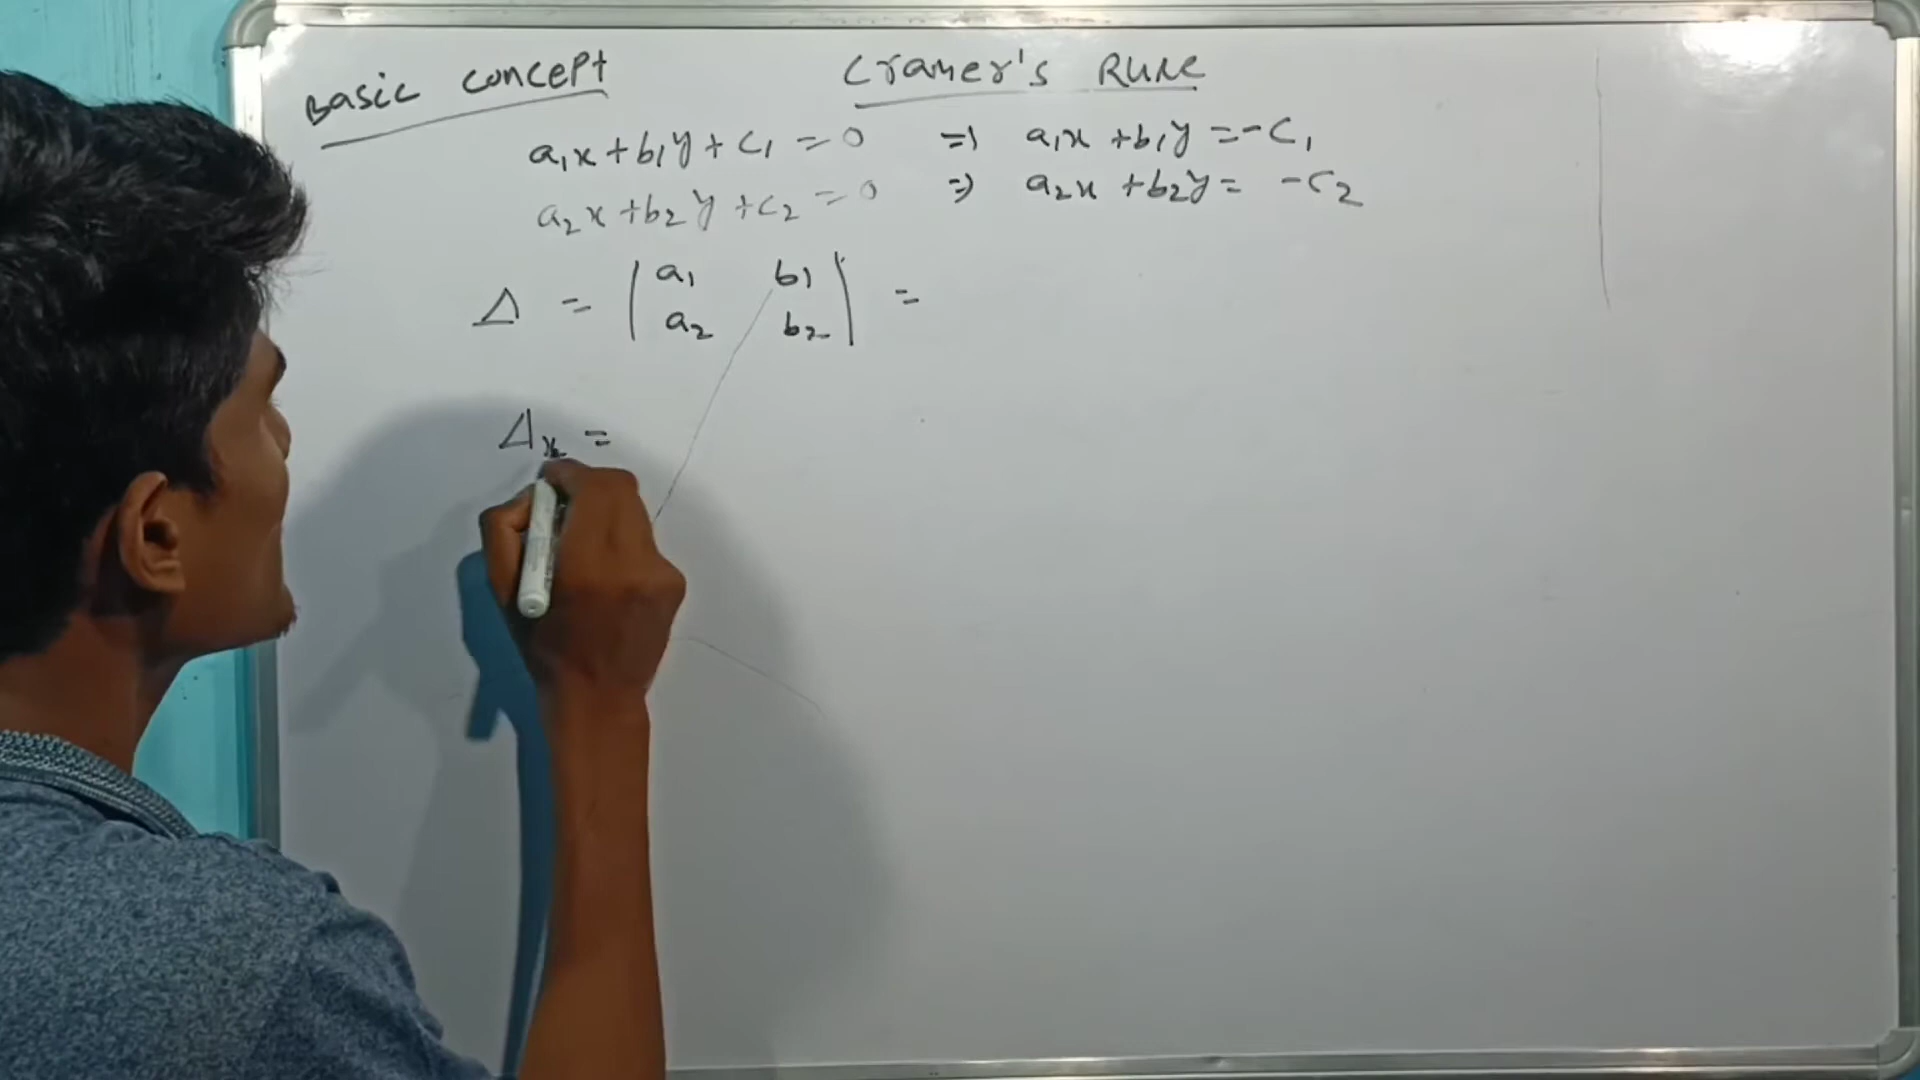 Basic concept
Cramer's Rule
a₁x + b₁y + c₁ = 0 => a₁x + b₁y = -c₁
a₂x + b₂y + c₂ = 0 => a₂x + b₂y = -c₂
Δ = | a₁ b₁ | =
| a₂ b₂ |
Δx =